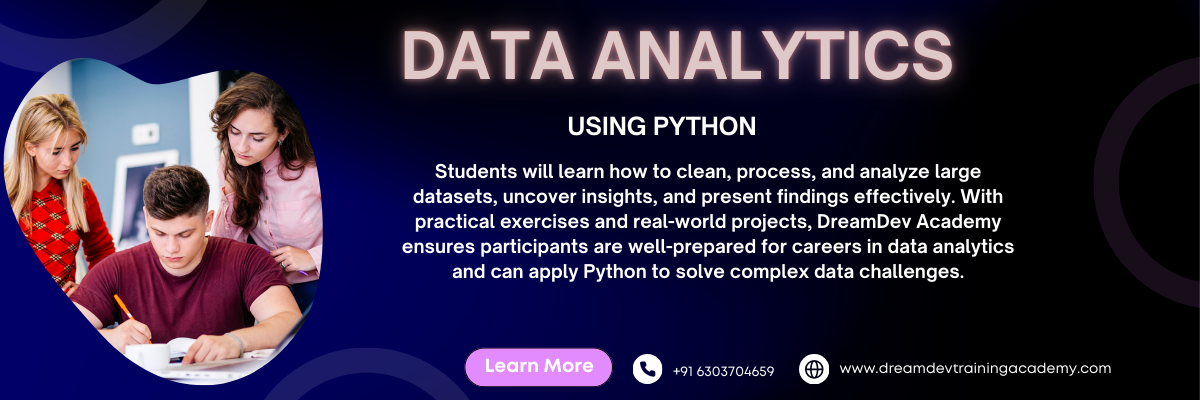 DATA ANALYTICS
USING PYTHON
Students will learn how to clean, process, and analyze large
datasets, uncover insights, and present findings effectively. With
practical exercises and real-world projects, DreamDev Academy
ensures participants are well-prepared for careers in data analytics
and can apply Python to solve complex data challenges.
Learn More
+91 6303704659
www.dreamdevtrainingacademy.com